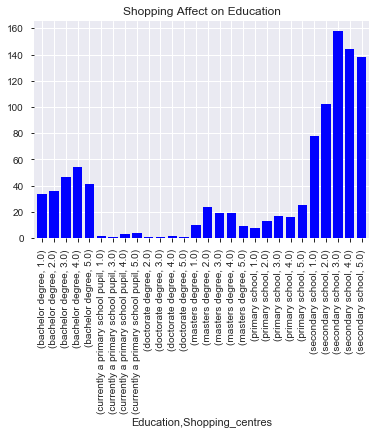 Shopping Affect on Education
160
140
120
100
80
60
40
20
0
(bachelor degree, 1.0)
(bachelor degree, 2.0)
(bachelor degree, 3.0)
(bachelor degree, 4.0)
(bachelor degree, 5.0)
(currently a primary school pupil, 1.0)
(currently a primary school pupil, 3.0)
(currently a primary school pupil, 4.0)
(currently a primary school pupil, 5.0)
(doctorate degree, 2.0)
(doctorate degree, 3.0)
(doctorate degree, 4.0)
(doctorate degree, 5.0)
(masters degree, 1.0)
(masters degree, 2.0)
(masters degree, 3.0)
(masters degree, 4.0)
(masters degree, 5.0)
(primary school, 1.0)
(primary school, 2.0)
(primary school, 3.0)
(primary school, 4.0)
(primary school, 5.0)
(secondary school, 1.0)
(secondary school, 2.0)
(secondary school, 3.0)
(secondary school, 4.0)
(secondary school, 5.0)
Education,Shopping_centres